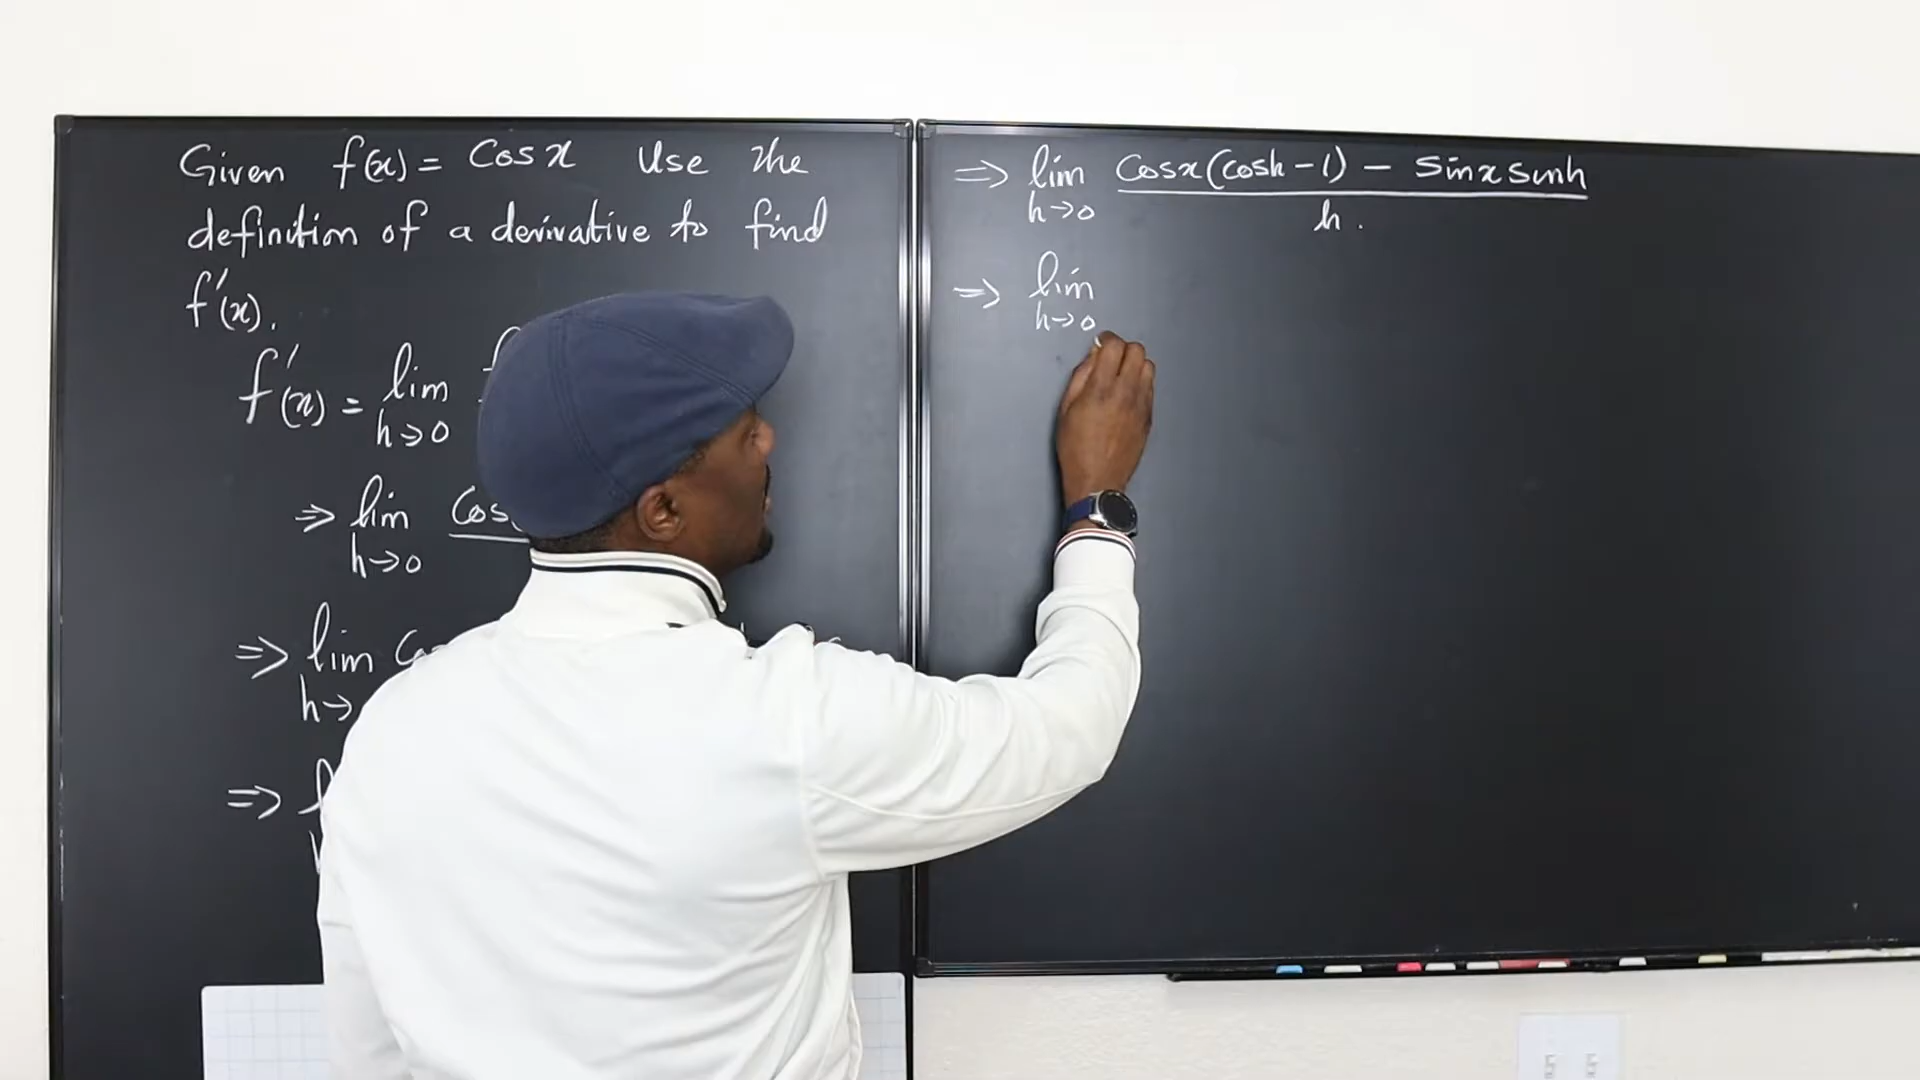 Given f(x) = Cosx Use the
definition of a derivative to find
f'(x).
f'(x) = lim
h→0
⇒ lim Cos
h→0
⇒ lim
h→
⇒
⇒ lim Cosx(cosh - 1) - sinx sinh
h→0 h.
⇒ lim
h→0